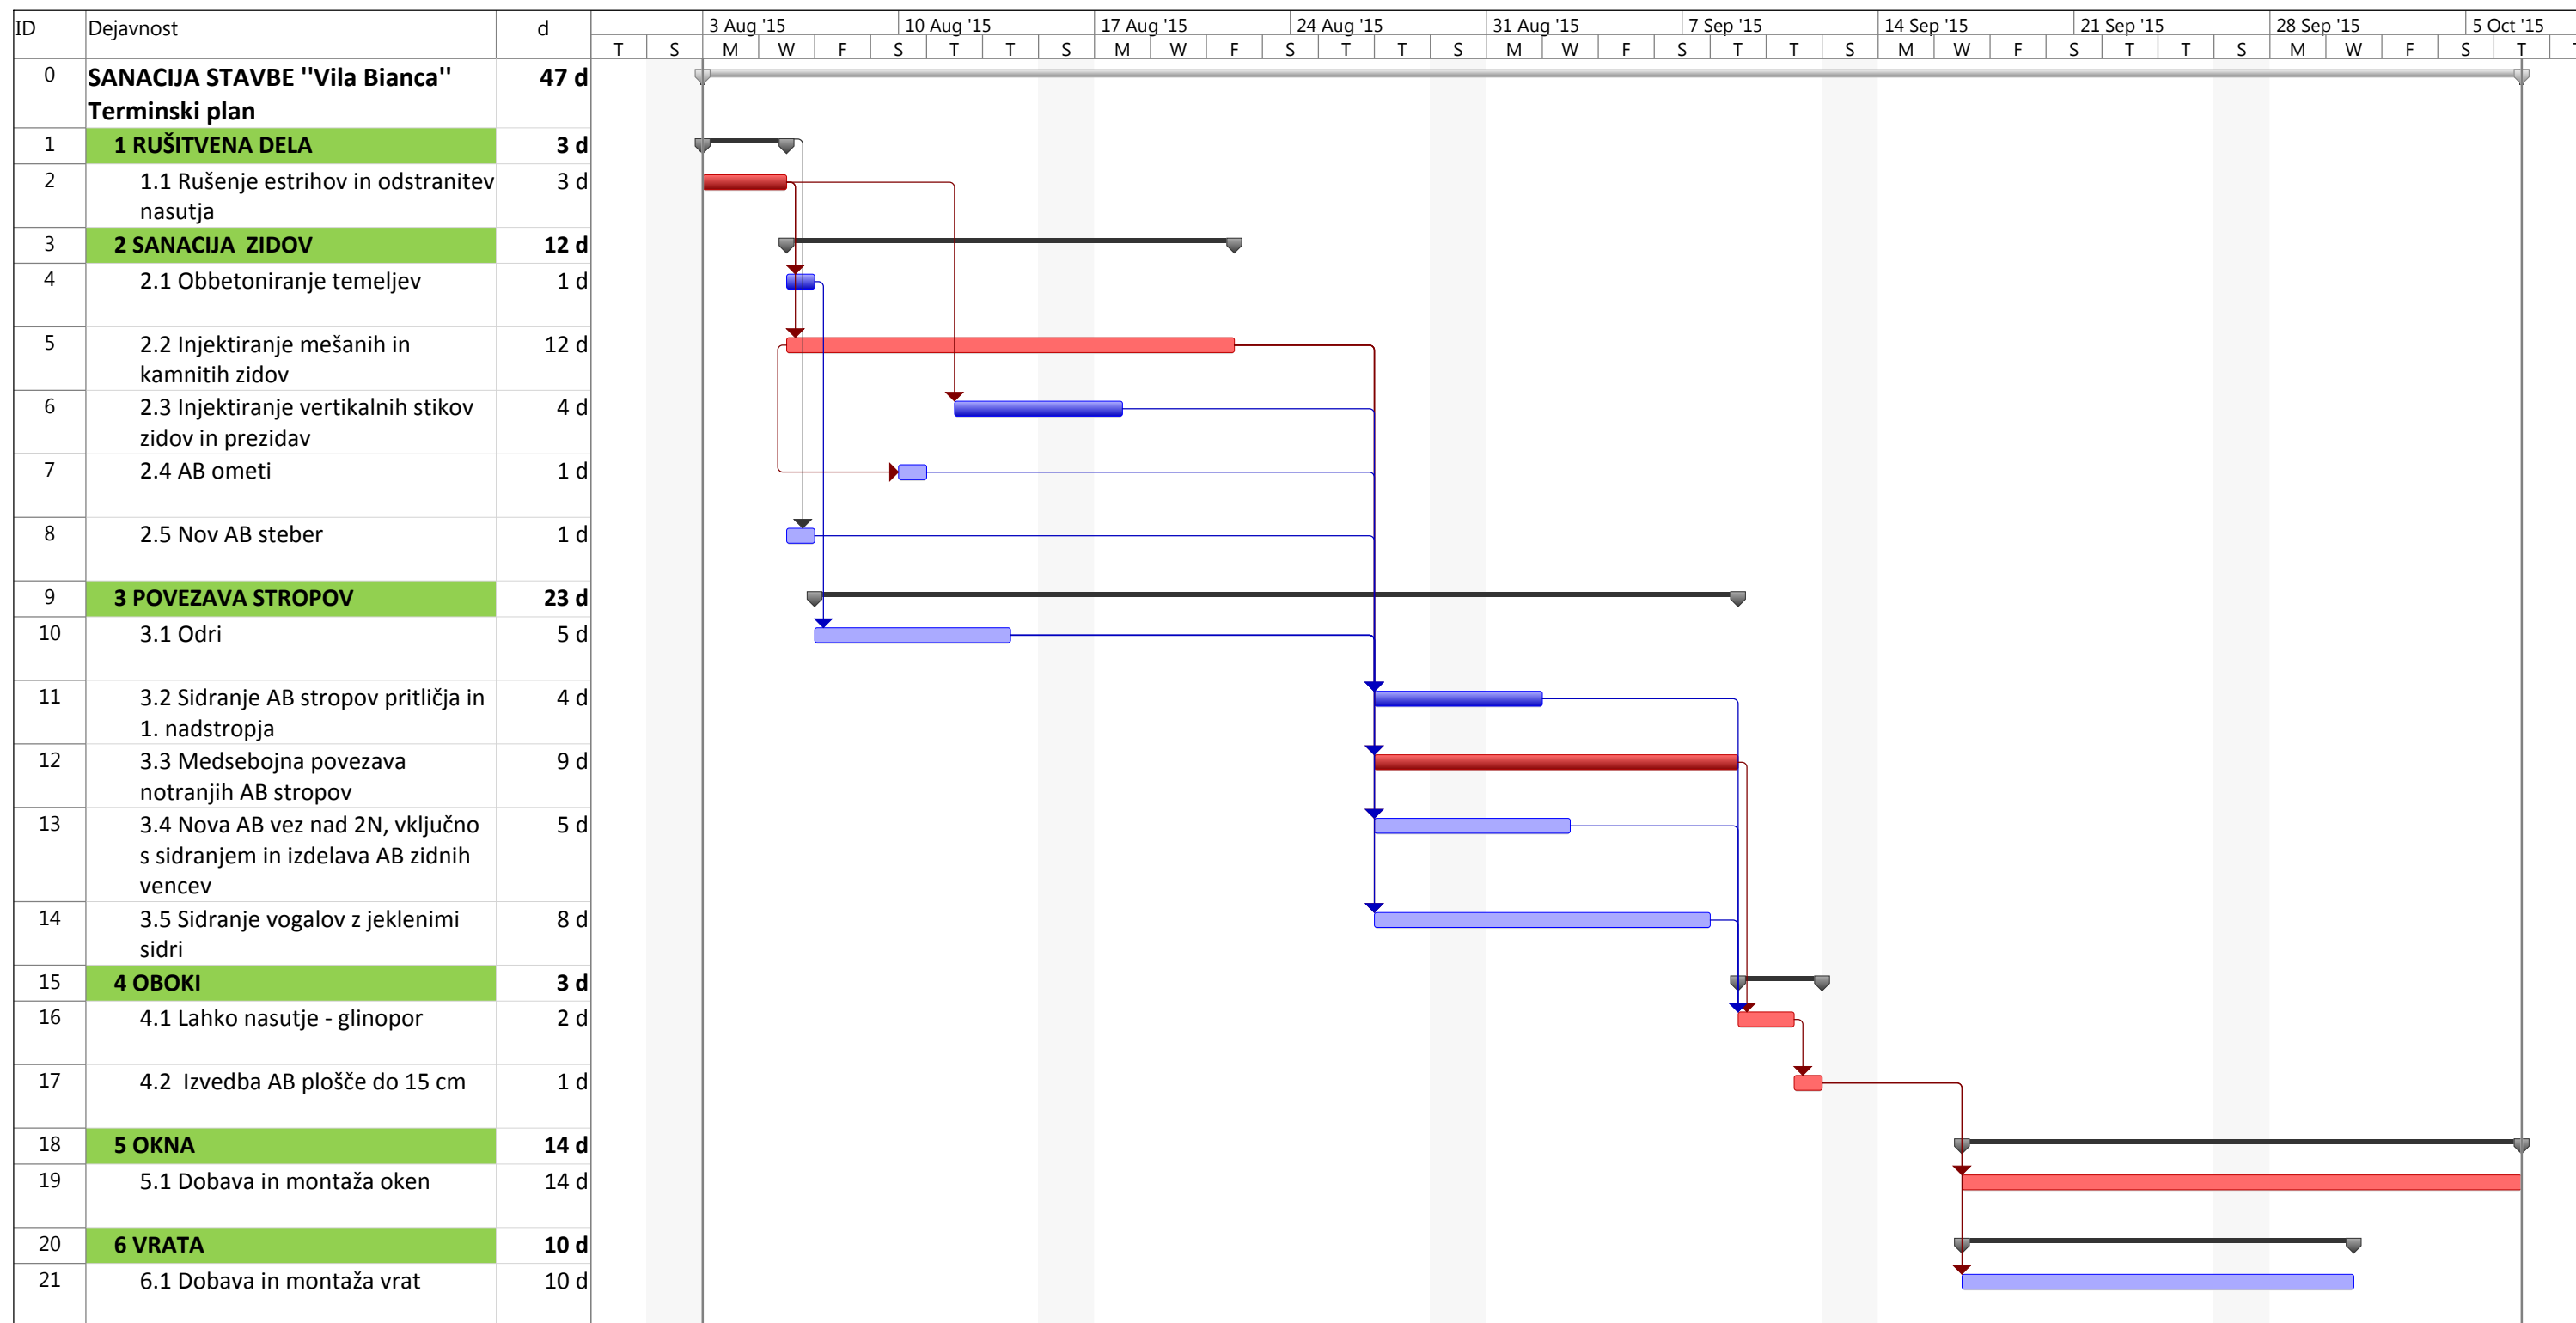 ID Dejavnost d 3 Aug '15 10 Aug '15 17 Aug '15 24 Aug '15 31 Aug '15 7 Sep '15 14 Sep '15 21 Sep '15 28 Sep '15 5 Oct '15
T S M W F S T T S M W F S T T S M W F S T T S M W F S T T S M W F S T
0 SANACIJA STAVBE ''Vila Bianca'' 47 d
Terminski plan
1 1 RUŠITVENA DELA 3 d
2 1.1 Rušenje estrihov in odstranitev 3 d
nasutja
3 2 SANACIJA ZIDOV 12 d
4 2.1 Obbetoniranje temeljev 1 d
5 2.2 Injektiranje mešanih in 12 d
kamnitih zidov
6 2.3 Injektiranje vertikalnih stikov 4 d
zidov in prezidav
7 2.4 AB ometi 1 d
8 2.5 Nov AB steber 1 d
9 3 POVEZAVA STROPOV 23 d
10 3.1 Odri 5 d
11 3.2 Sidranje AB stropov pritličja in 4 d
1. nadstropja
12 3.3 Medsebojna povezava 9 d
notranjih AB stropov
13 3.4 Nova AB vez nad 2N, vključno 5 d
s sidranjem in izdelava AB zidnih
vencev
14 3.5 Sidranje vogalov z jeklenimi 8 d
sidri
15 4 OBOKI 3 d
16 4.1 Lahko nasutje - glinopor 2 d
17 4.2 Izvedba AB plošče do 15 cm 1 d
18 5 OKNA 14 d
19 5.1 Dobava in montaža oken 14 d
20 6 VRATA 10 d
21 6.1 Dobava in montaža vrat 10 d